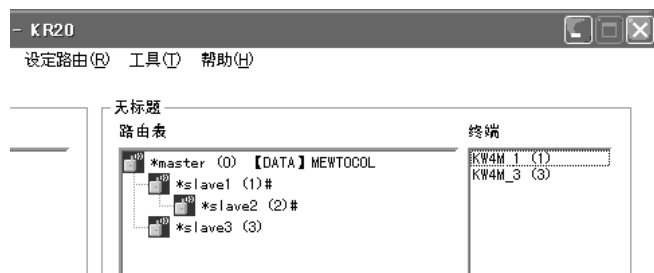 - KR20
设定路由(R) 工具(T) 帮助(H)
无标题
路由表
*master (0) 【DATA】MEWTOCOL
*slave1 (1)#
*slave2 (2)#
*slave3 (3)
终端
KW4M_1 (1)
KW4M_3 (3)